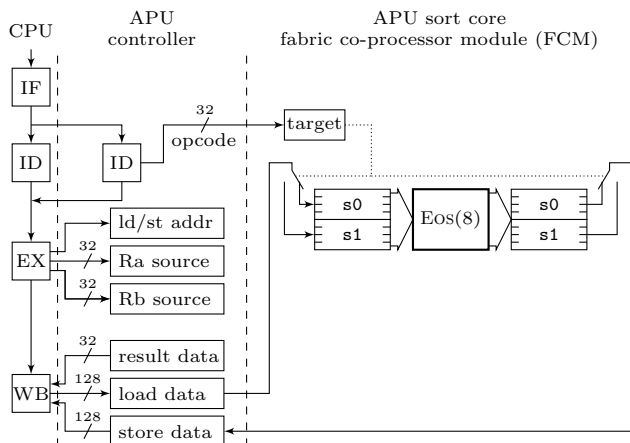 CPU
APU
controller
APU sort core
fabric co-processor module (FCM)
IF
32
opcode
target
ID
ID
s0
s1
Eos(8)
s0
s1
ld/st addr
EX
32
Ra source
32
Rb source
32
result data
WB
128
load data
128
store data